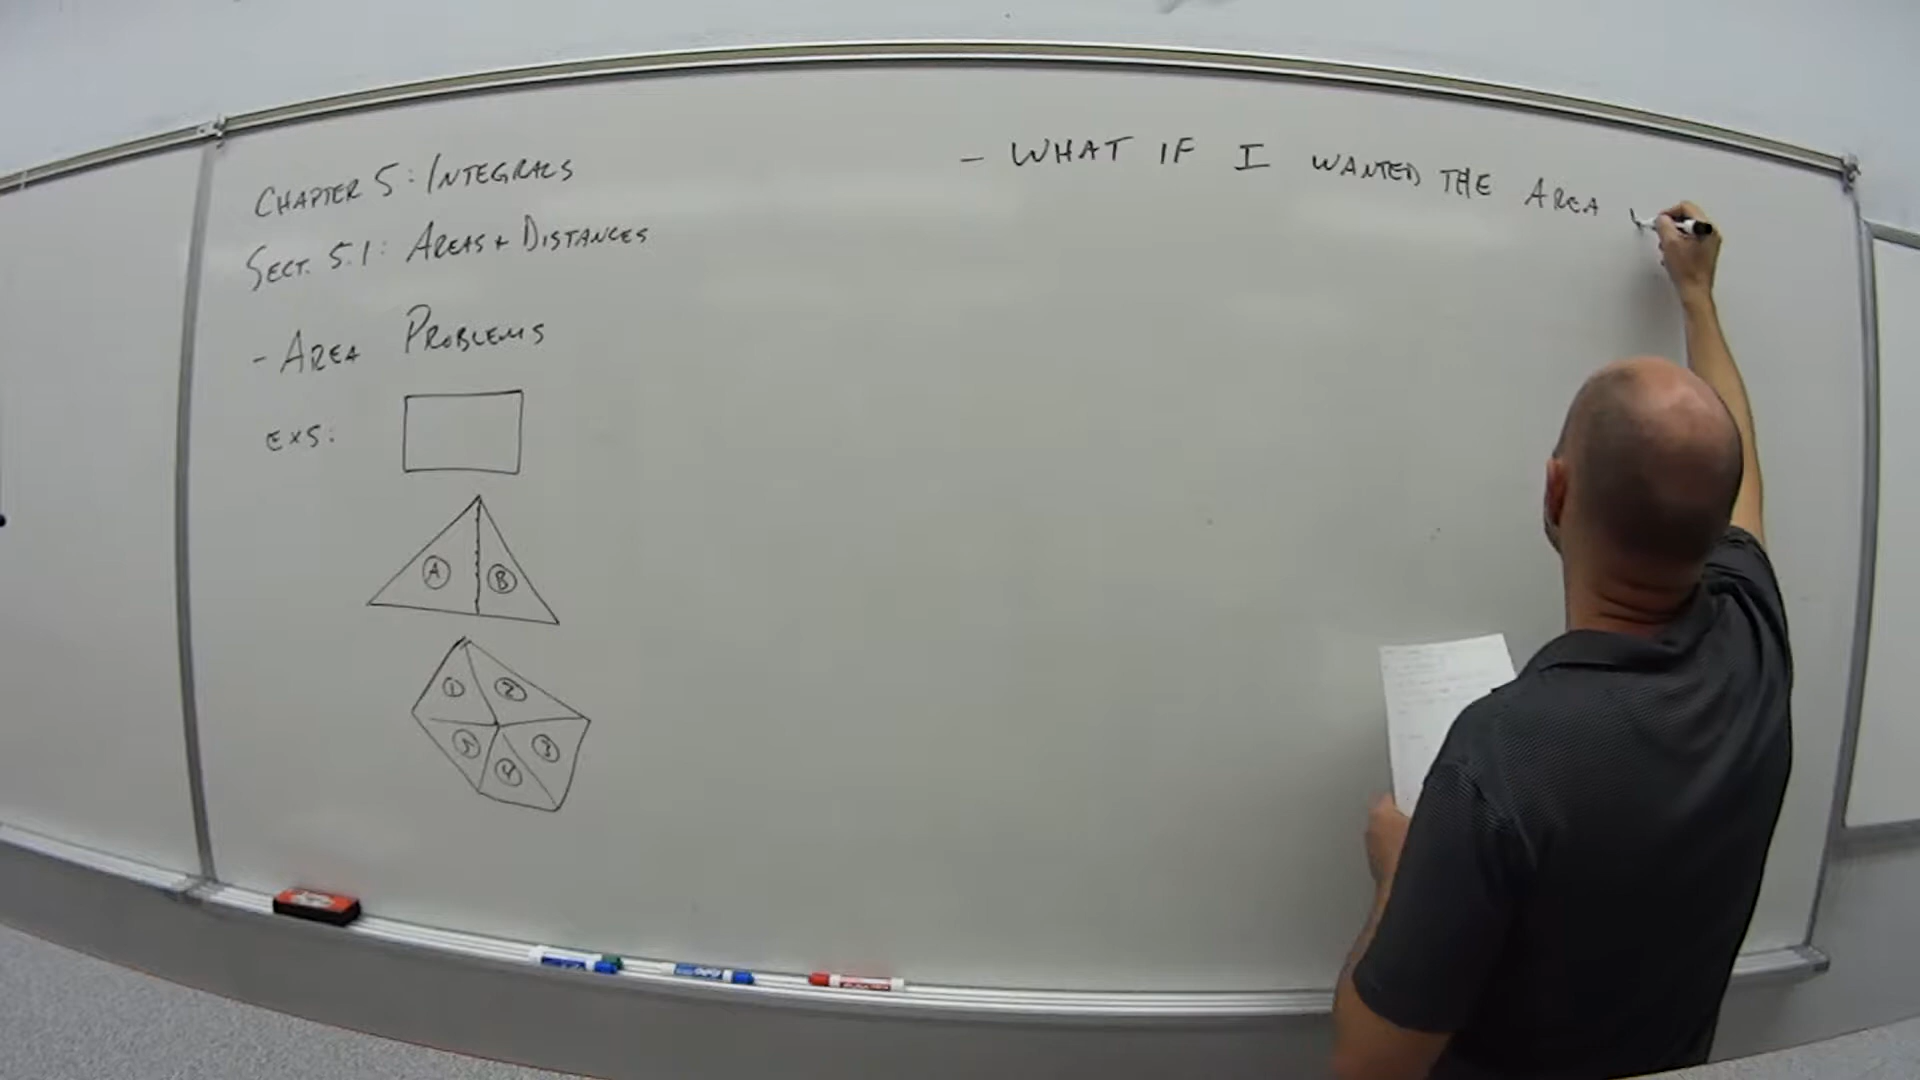 CHAPTER 5: INTEGRALS
SECT. 5.1: AREAS + DISTANCES
- AREA PROBLEMS
EXS:
A B
1 2
5 3
4
- WHAT IF I WANTED THE AREA